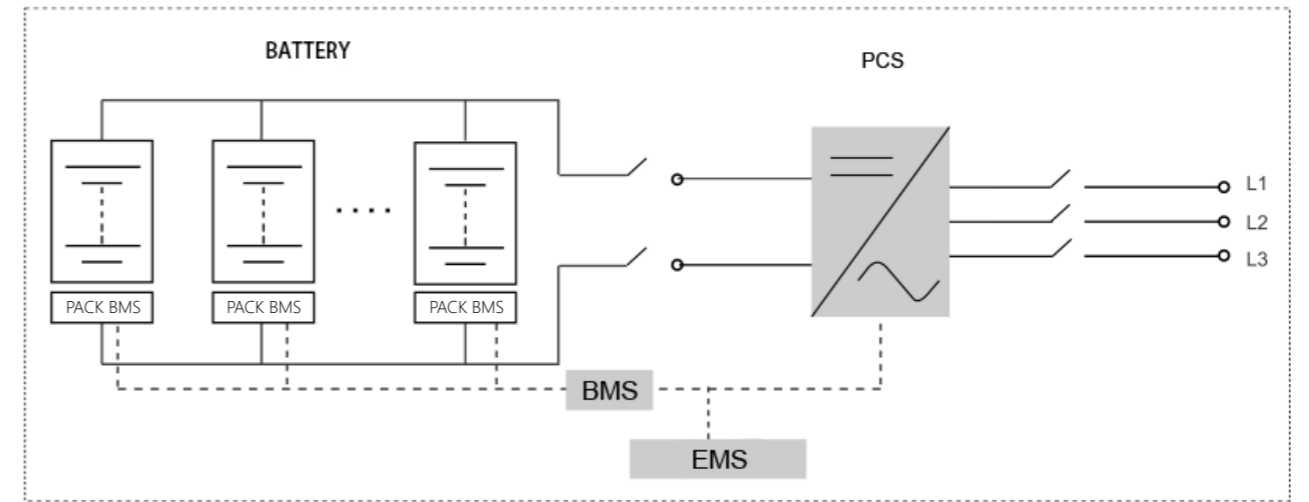 BATTERY
PCS
L1
L2
L3
PACK BMS
PACK BMS
PACK BMS
BMS
EMS